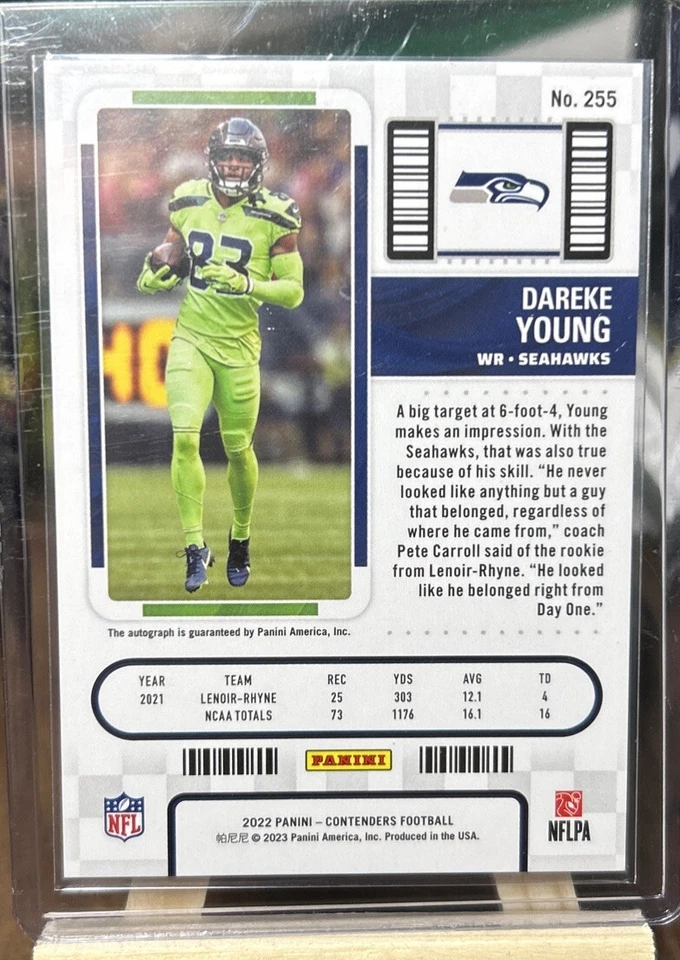 No. 255
83
40
DAREKE
YOUNG
WR • SEAHAWKS
A big target at 6-foot-4, Young
makes an impression. With the
Seahawks, that was also true
because of his skill. “He never
looked like anything but a guy
that belonged, regardless of
where he came from,” coach
Pete Carroll said of the rookie
from Lenoir-Rhyne. “He looked
like he belonged right from
Day One.”
The autograph is guaranteed by Panini America, Inc.
YEAR TEAM REC YDS AVG TD
2021 LENOIR-RHYNE 25 303 12.1 4
NCAA TOTALS 73 1176 16.1 16
PANINI
NFL
2022 PANINI – CONTENDERS FOOTBALL
帕尼尼 © 2023 Panini America, Inc. Produced in the USA.
NFLPA